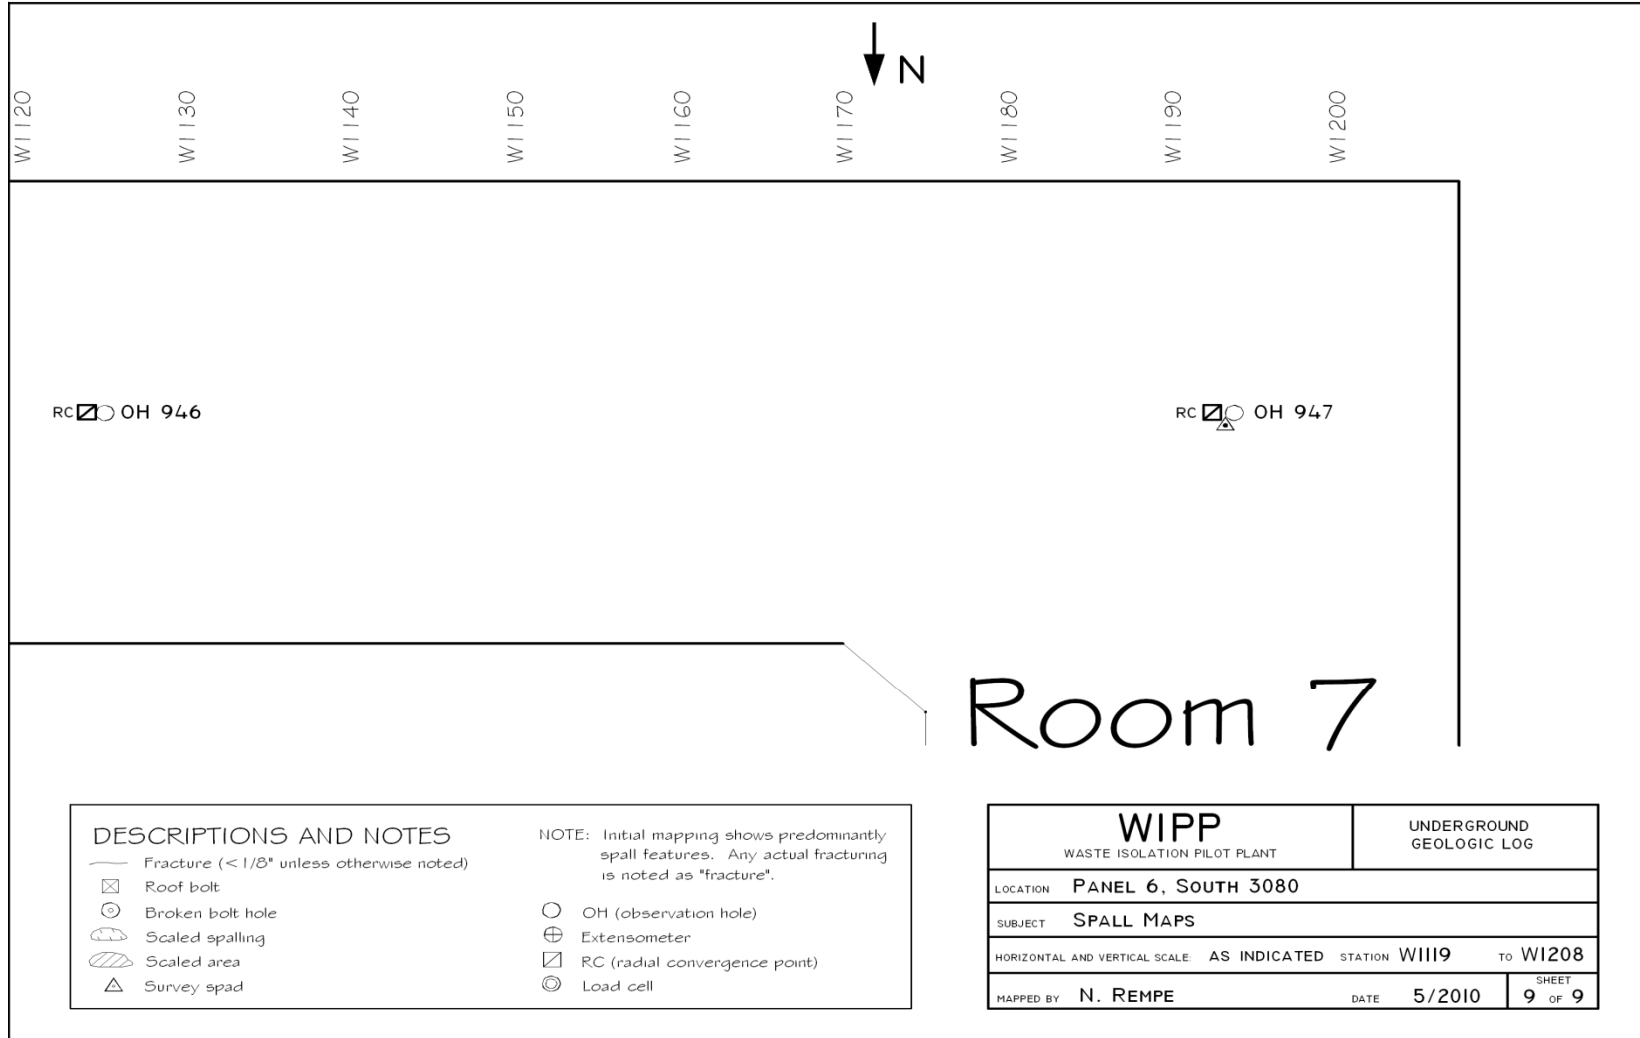 N
W1120
W1130
W1140
W1150
W1160
W1170
W1180
W1190
W1200
RC OH 946
RC OH 947
Room 7
DESCRIPTIONS AND NOTES
Fracture (< 1/8" unless otherwise noted)
Roof bolt
Broken bolt hole
Scaled spalling
Scaled area
Survey spad
NOTE: Initial mapping shows predominantly
spall features. Any actual fracturing
is noted as "fracture".
OH (observation hole)
Extensometer
RC (radial convergence point)
Load cell
WIPP
WASTE ISOLATION PILOT PLANT
UNDERGROUND
GEOLOGIC LOG
LOCATION PANEL 6, SOUTH 3080
SUBJECT SPALL MAPS
HORIZONTAL AND VERTICAL SCALE: AS INDICATED STATION W1119 TO W1208
MAPPED BY N. REMPE DATE 5/2010 SHEET 9 OF 9